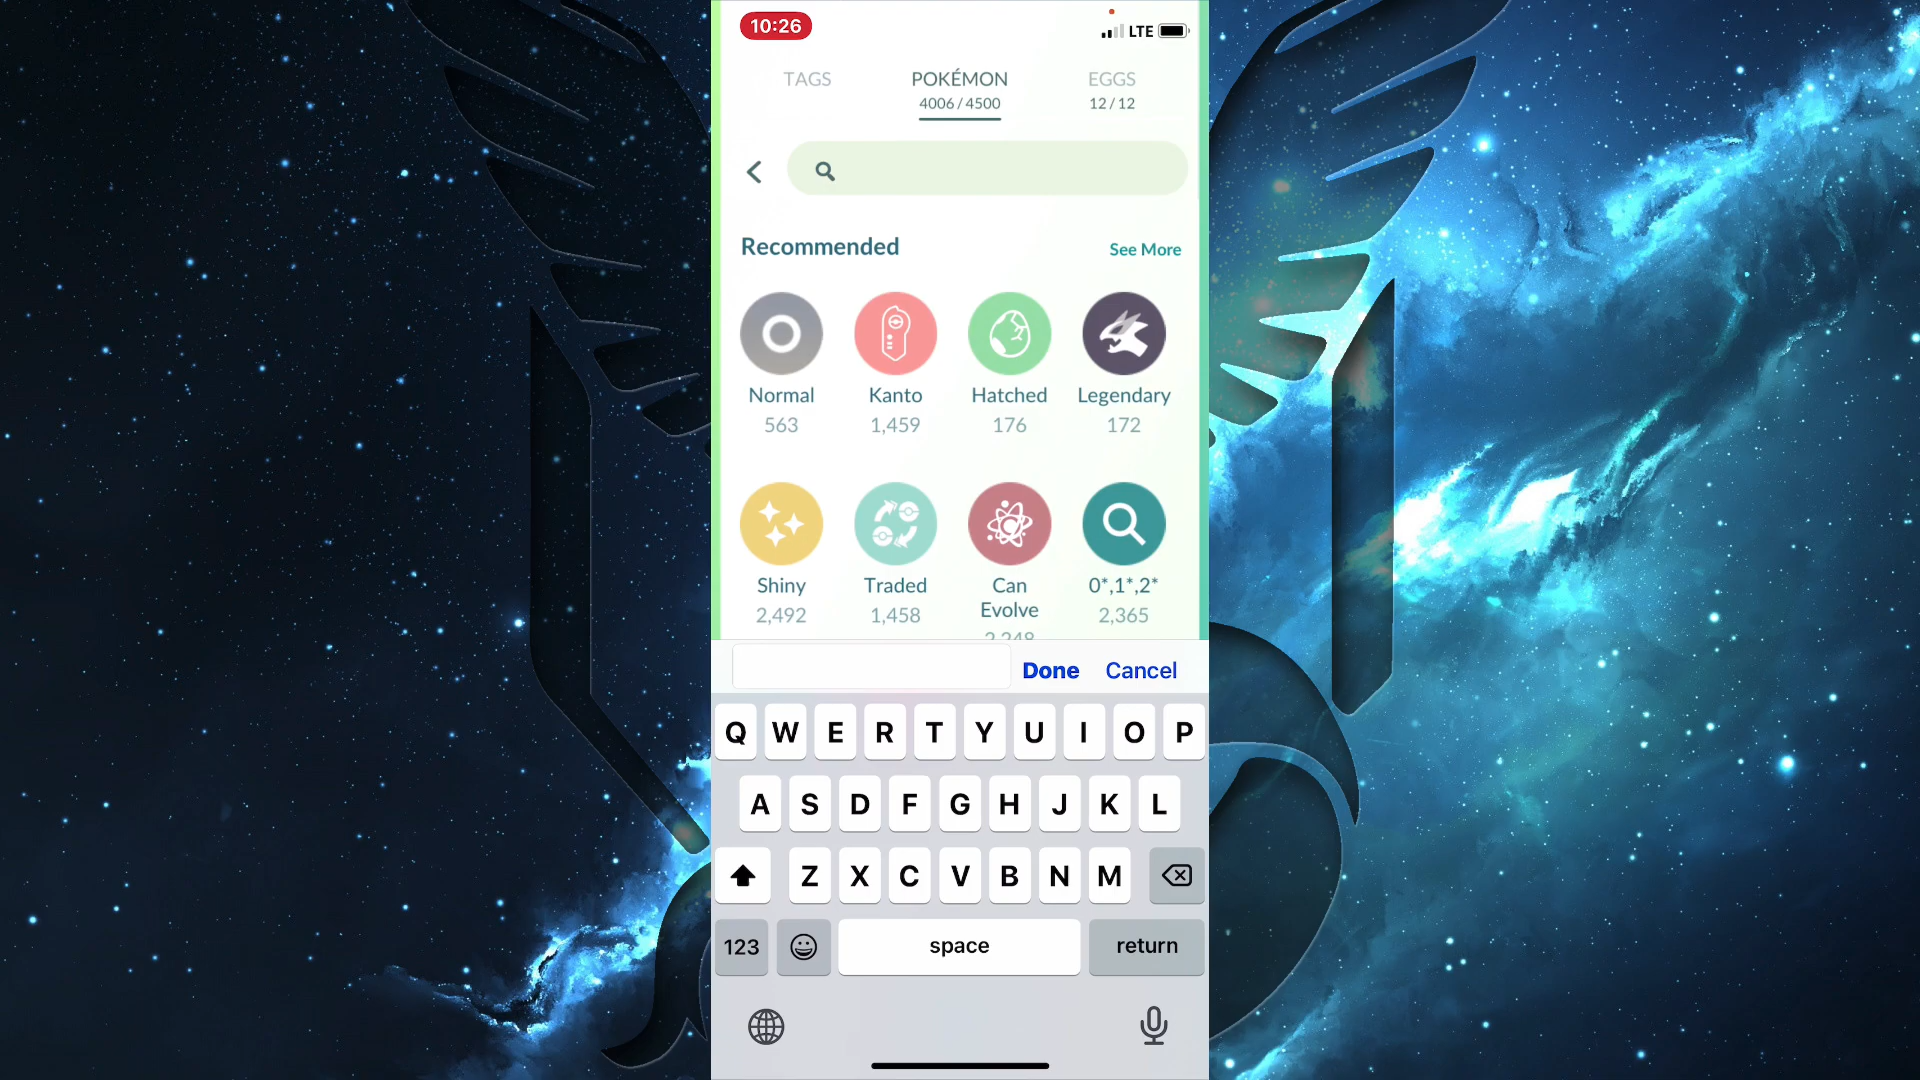 10:26
LTE
TAGS POKÉMON EGGS
4006 / 4500 12 / 12
Recommended See More
Normal Kanto Hatched Legendary
563 1,459 176 172
Shiny Traded Can Evolve 0*,1*,2*
2,492 1,458 2,248 2,365
Done Cancel
Q W E R T Y U I O P
A S D F G H J K L
Z X C V B N M
123 space return